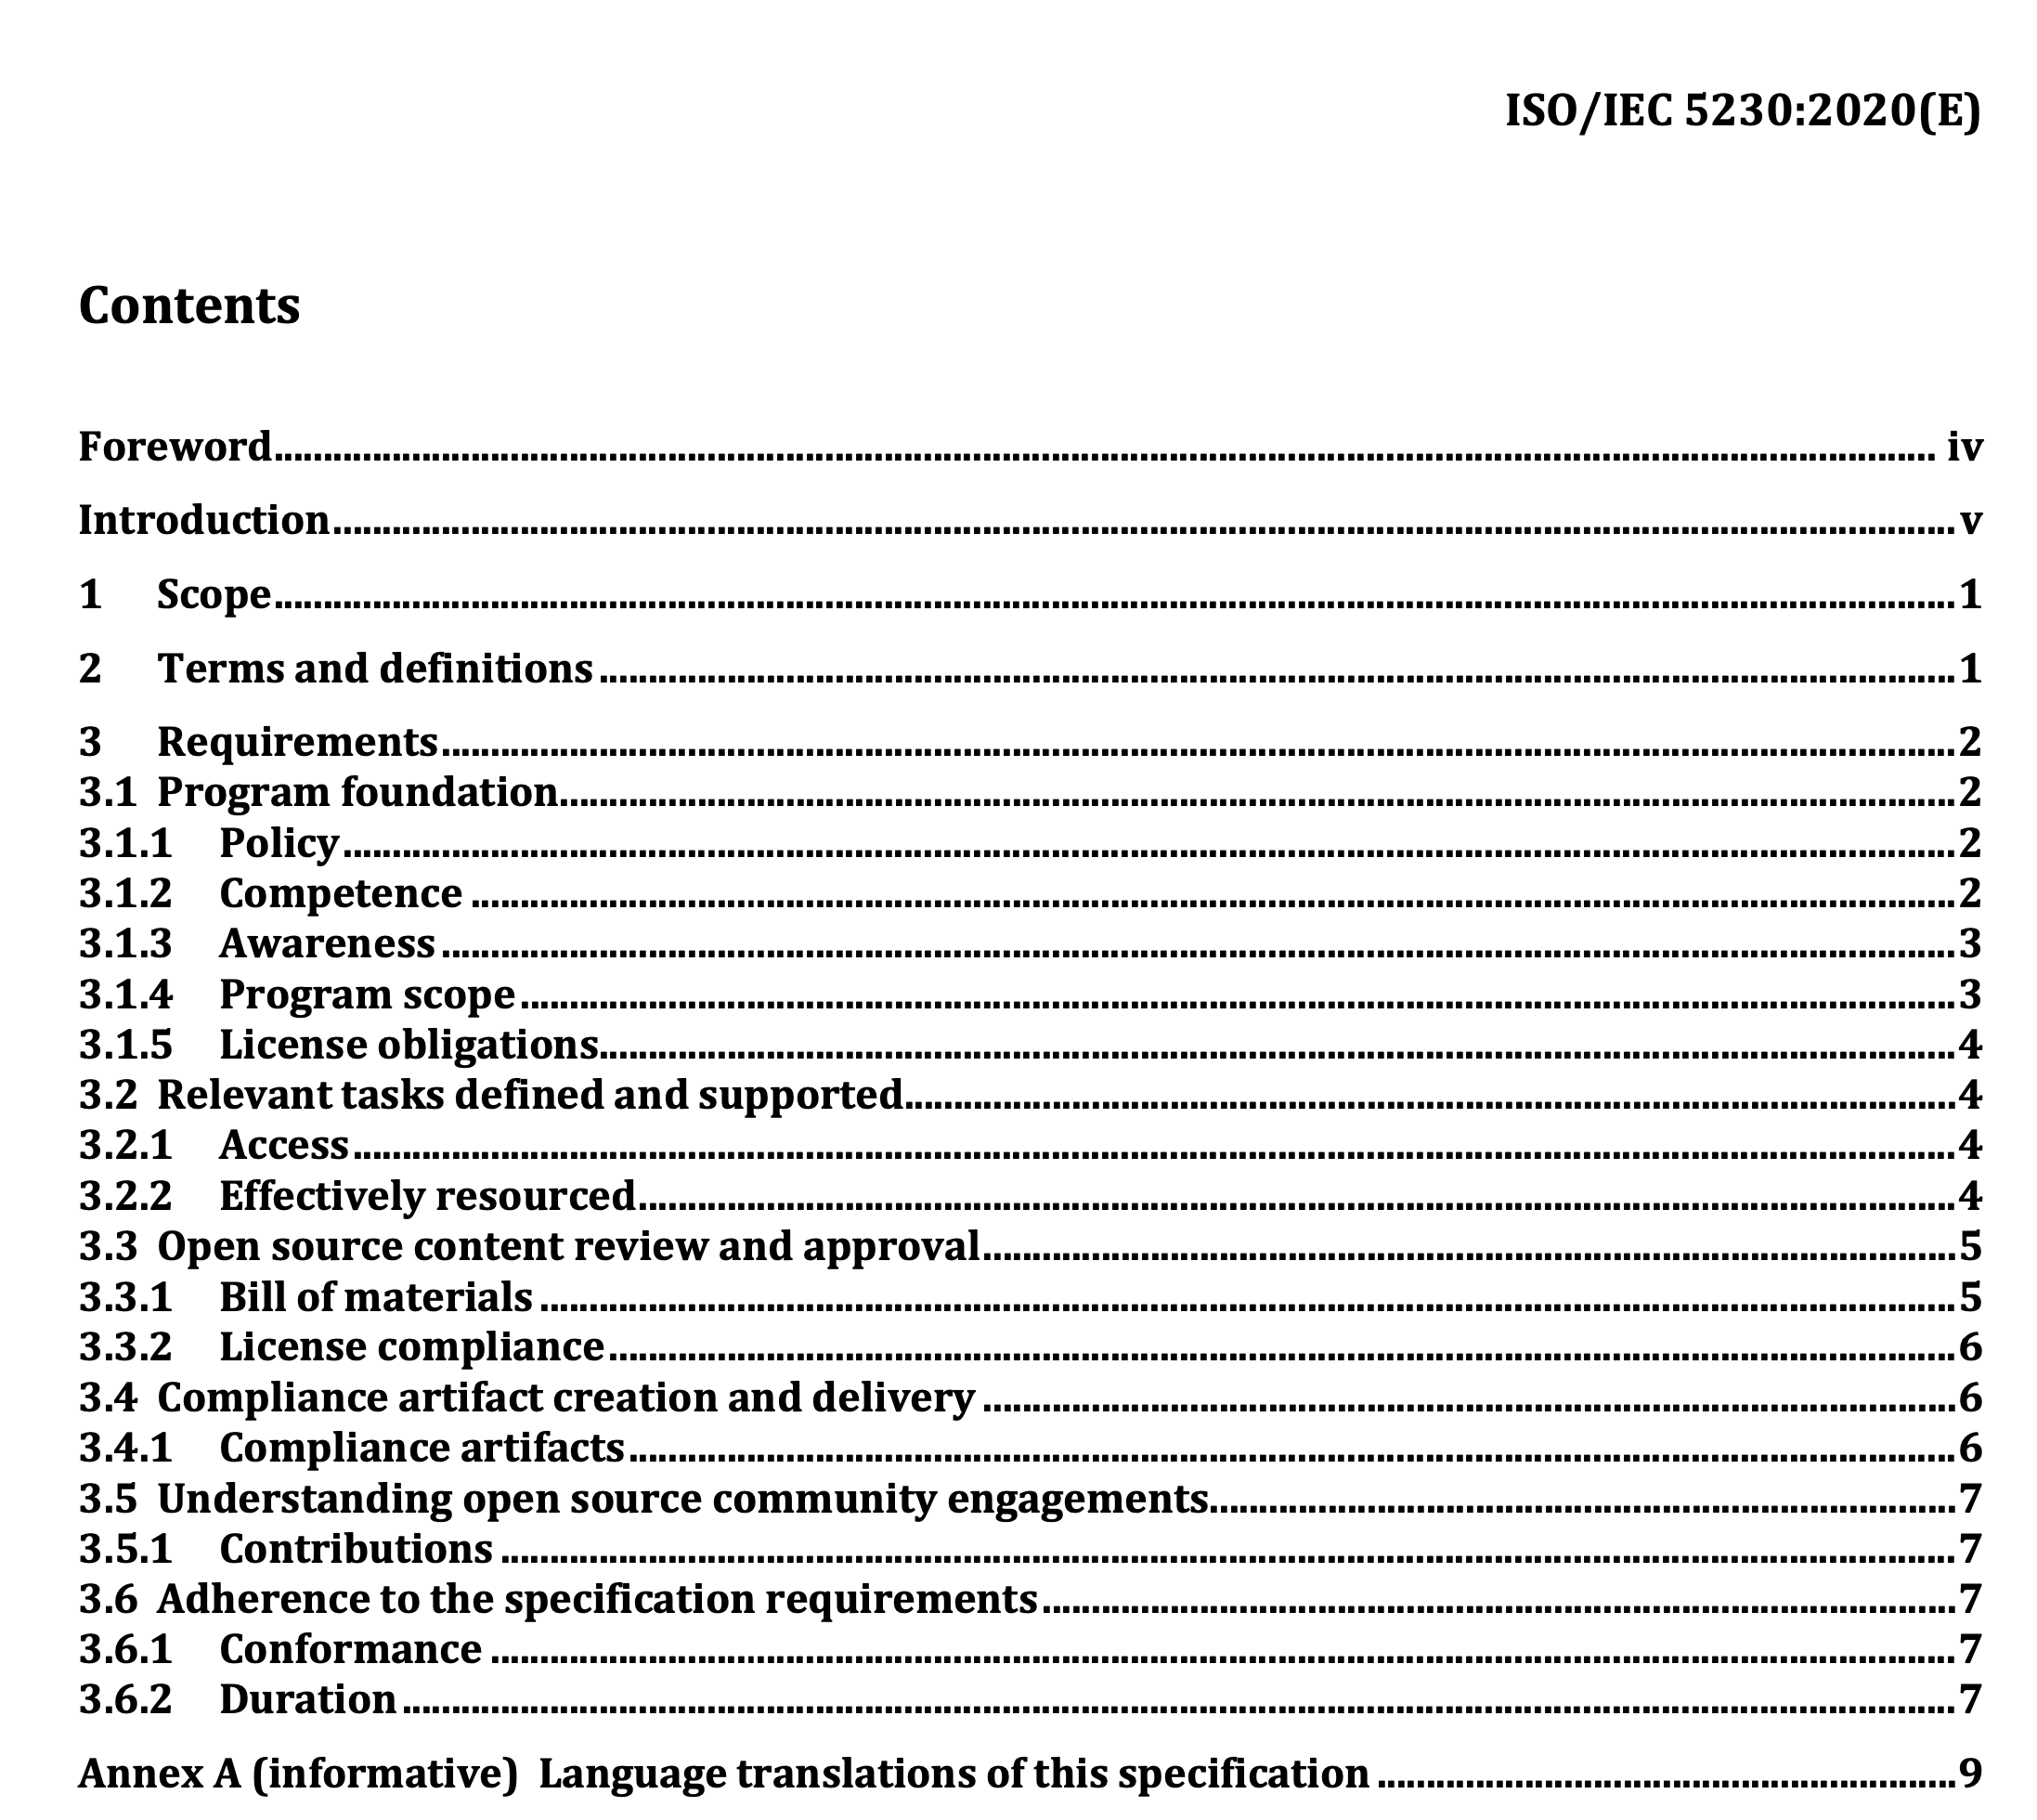 ISO/IEC 5230:2020(E)
Contents
Foreword........................................................................................ iv
Introduction........................................................................................v
1 Scope........................................................................................1
2 Terms and definitions........................................................................................1
3 Requirements........................................................................................2
3.1 Program foundation........................................................................................2
3.1.1 Policy........................................................................................2
3.1.2 Competence........................................................................................2
3.1.3 Awareness........................................................................................3
3.1.4 Program scope........................................................................................3
3.1.5 License obligations........................................................................................4
3.2 Relevant tasks defined and supported........................................................................................4
3.2.1 Access........................................................................................4
3.2.2 Effectively resourced........................................................................................4
3.3 Open source content review and approval........................................................................................5
3.3.1 Bill of materials........................................................................................5
3.3.2 License compliance........................................................................................6
3.4 Compliance artifact creation and delivery........................................................................................6
3.4.1 Compliance artifacts........................................................................................6
3.5 Understanding open source community engagements........................................................................................7
3.5.1 Contributions........................................................................................7
3.6 Adherence to the specification requirements........................................................................................7
3.6.1 Conformance........................................................................................7
3.6.2 Duration........................................................................................7
Annex A (informative) Language translations of this specification........................................................................................9